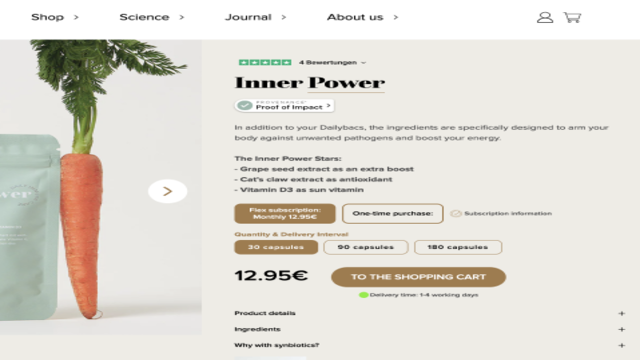 Shop >
Science >
Journal >
About us >
4 Bewertungen
Inner Power
PROVENANCE
Proof of Impact >
In addition to your Dailybacs, the ingredients are specifically designed to arm your
body against unwanted pathogens and boost your energy.
The Inner Power Stars:
- Grape seed extract as an extra boost
- Cat's claw extract as antioxidant
- Vitamin D3 as sun vitamin
Flex subscription:
Monthly 12.95€
One-time purchase:
Subscription information
Quantity & Delivery Interval
30 capsules
90 capsules
180 capsules
12.95€
TO THE SHOPPING CART
Delivery time: 1-4 working days
Product details +
Ingredients +
Why with synbiotics? +